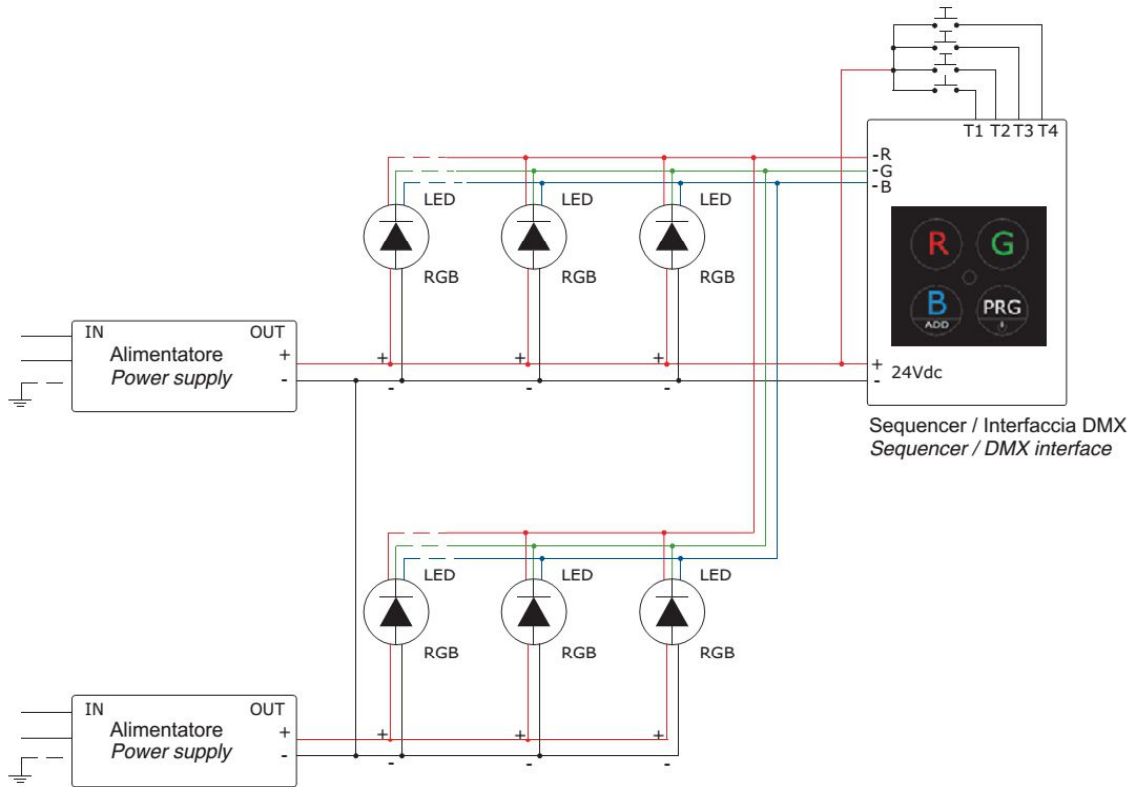 T1 T2 T3 T4
-R
-G
-B
LED LED LED
R G
RGB RGB RGB
B
ADD
PRG
IN OUT
Alimentatore
Power supply
+
-
+ + +
- - -
+
-
24Vdc
Sequencer / Interfaccia DMX
Sequencer / DMX interface
LED LED LED
RGB RGB RGB
IN OUT
Alimentatore
Power supply
+
-
+ + +
- - -